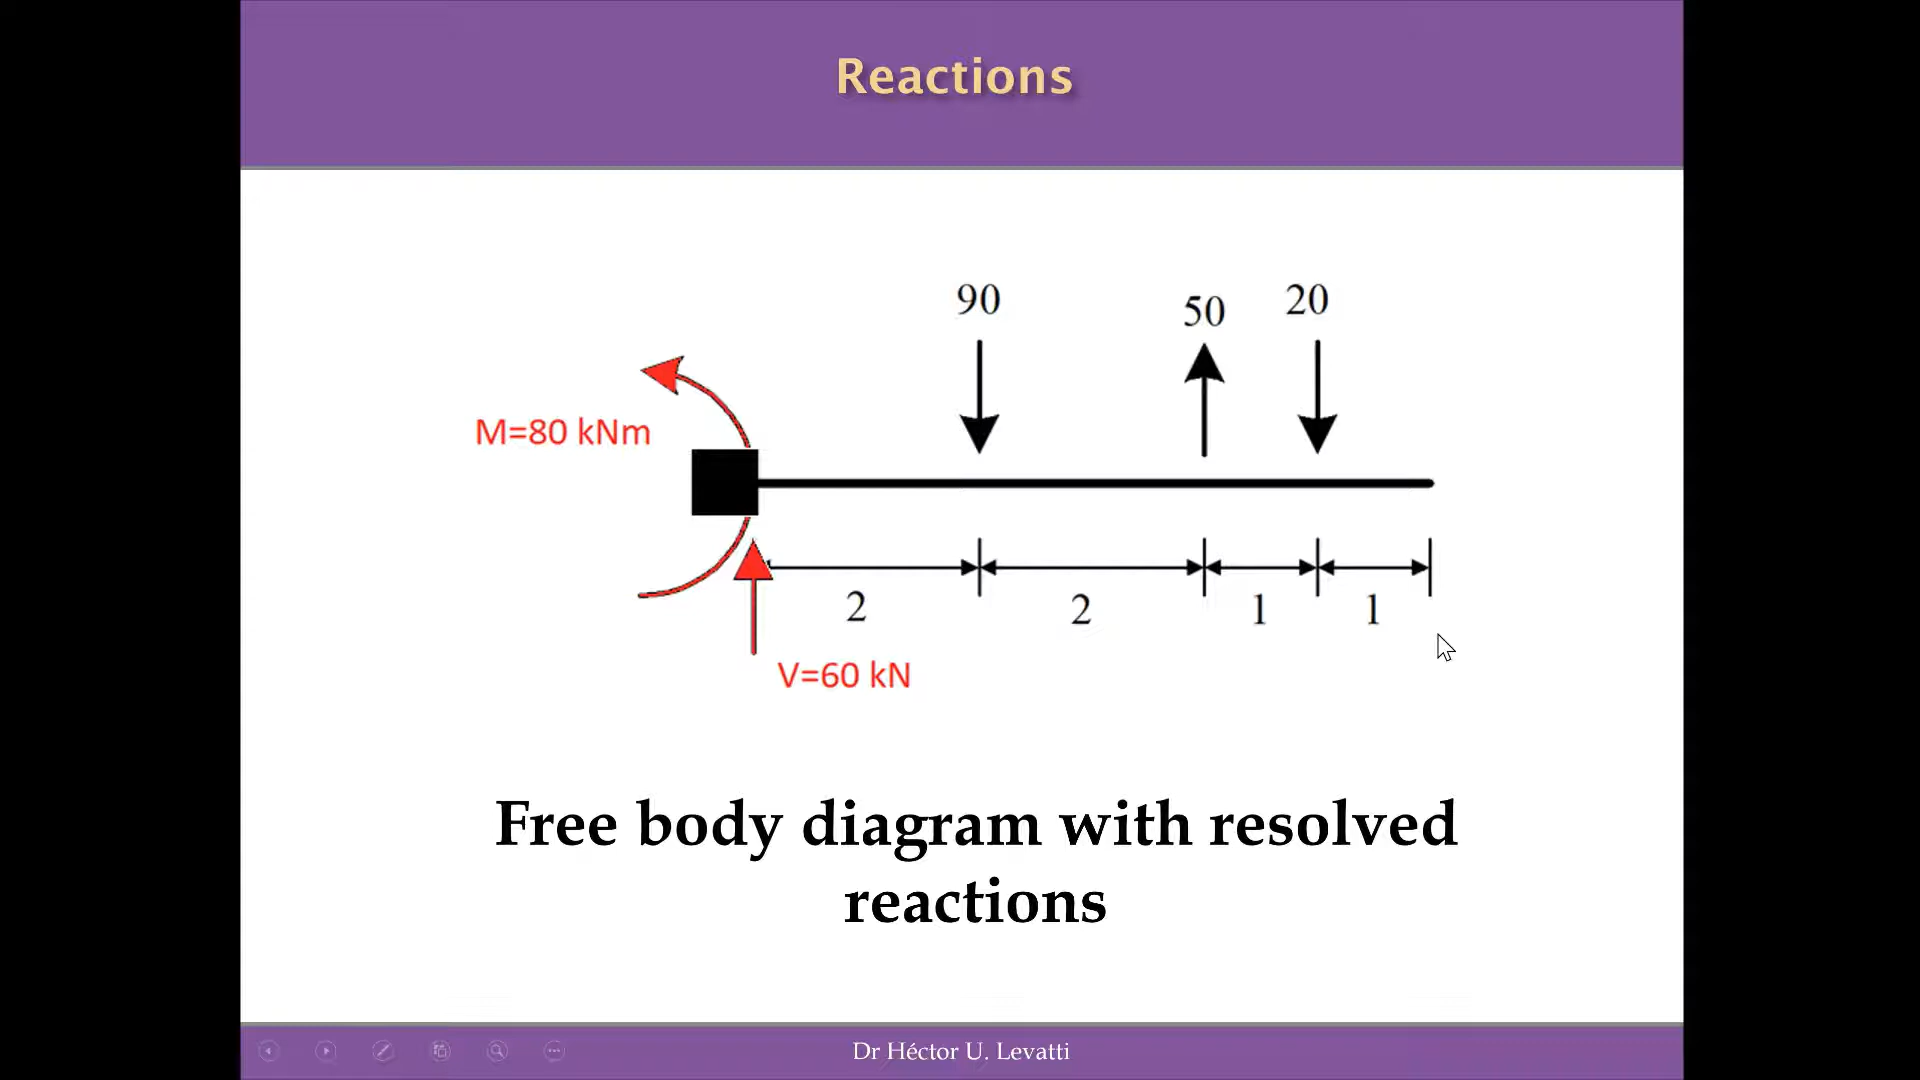 Reactions
90
50
20
M=80 kNm
2
2
1
1
V=60 kN
Free body diagram with resolved
reactions
Dr Héctor U. Levatti